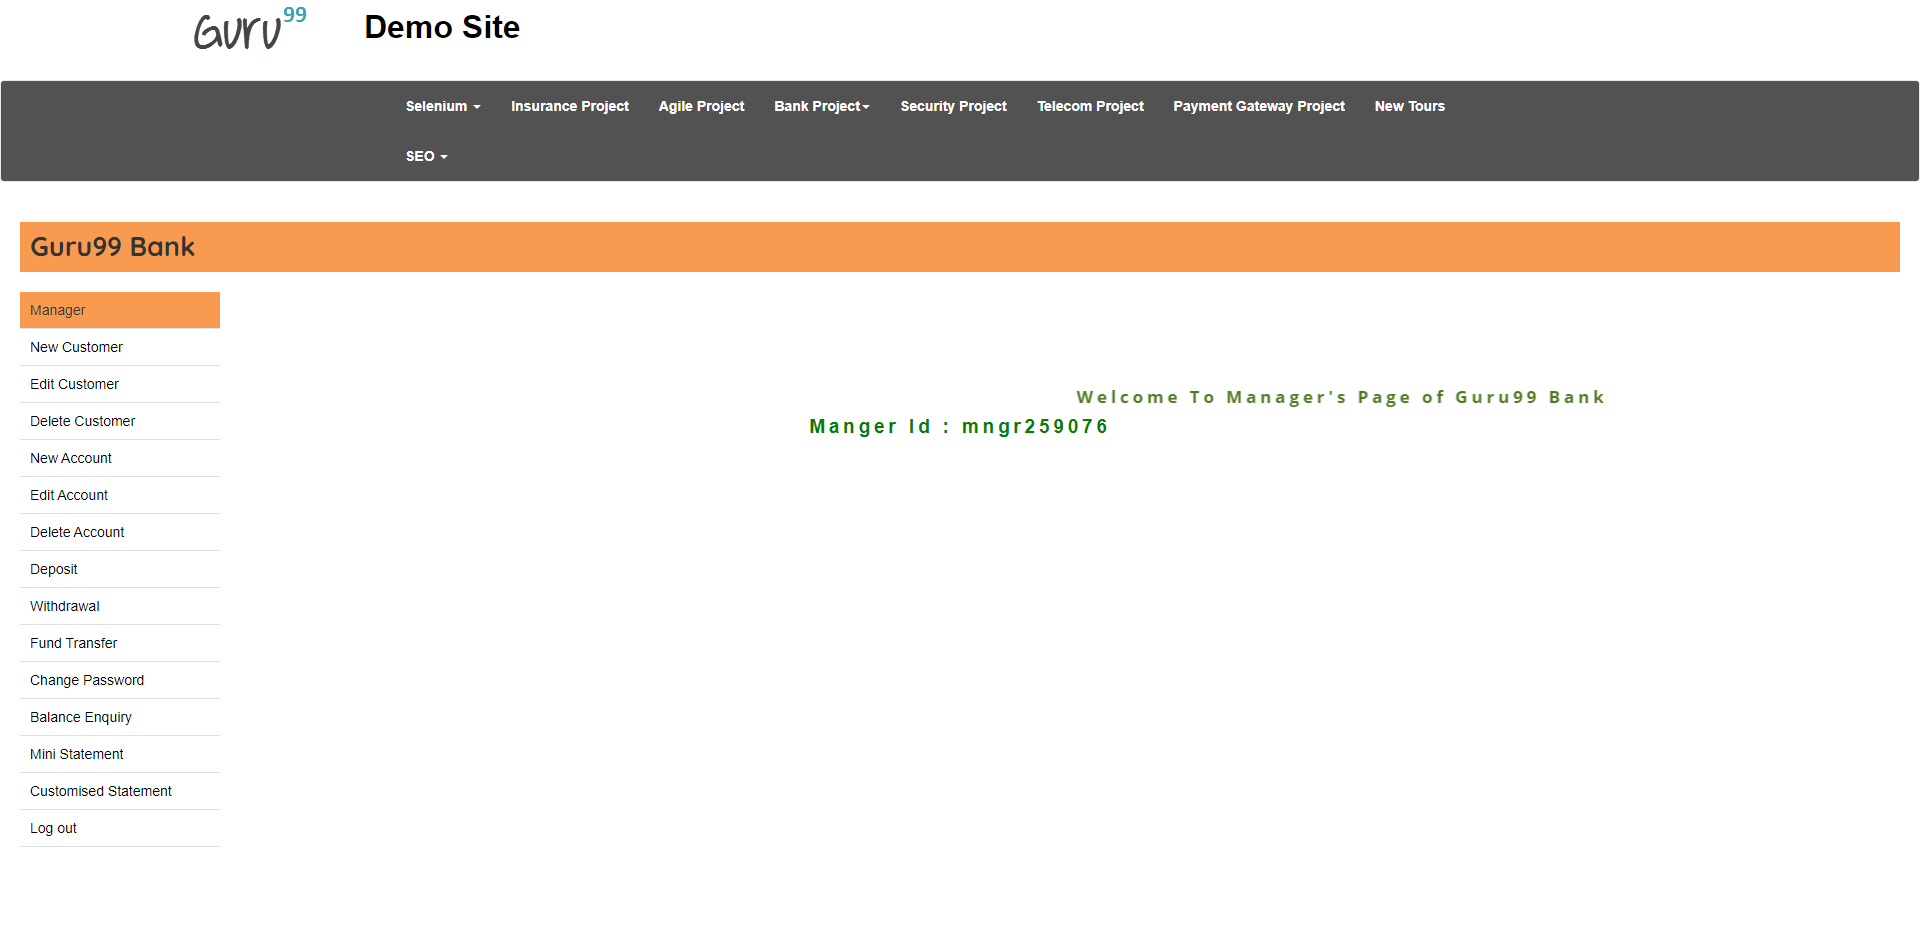 Guru99 Demo Site
Selenium Insurance Project Agile Project Bank Project Security Project Telecom Project Payment Gateway Project New Tours
SEO
Guru99 Bank
Manager
New Customer
Edit Customer
Delete Customer
New Account
Edit Account
Delete Account
Deposit
Withdrawal
Fund Transfer
Change Password
Balance Enquiry
Mini Statement
Customised Statement
Log out
Welcome To Manager's Page of Guru99 Bank
Manger Id : mngr259076